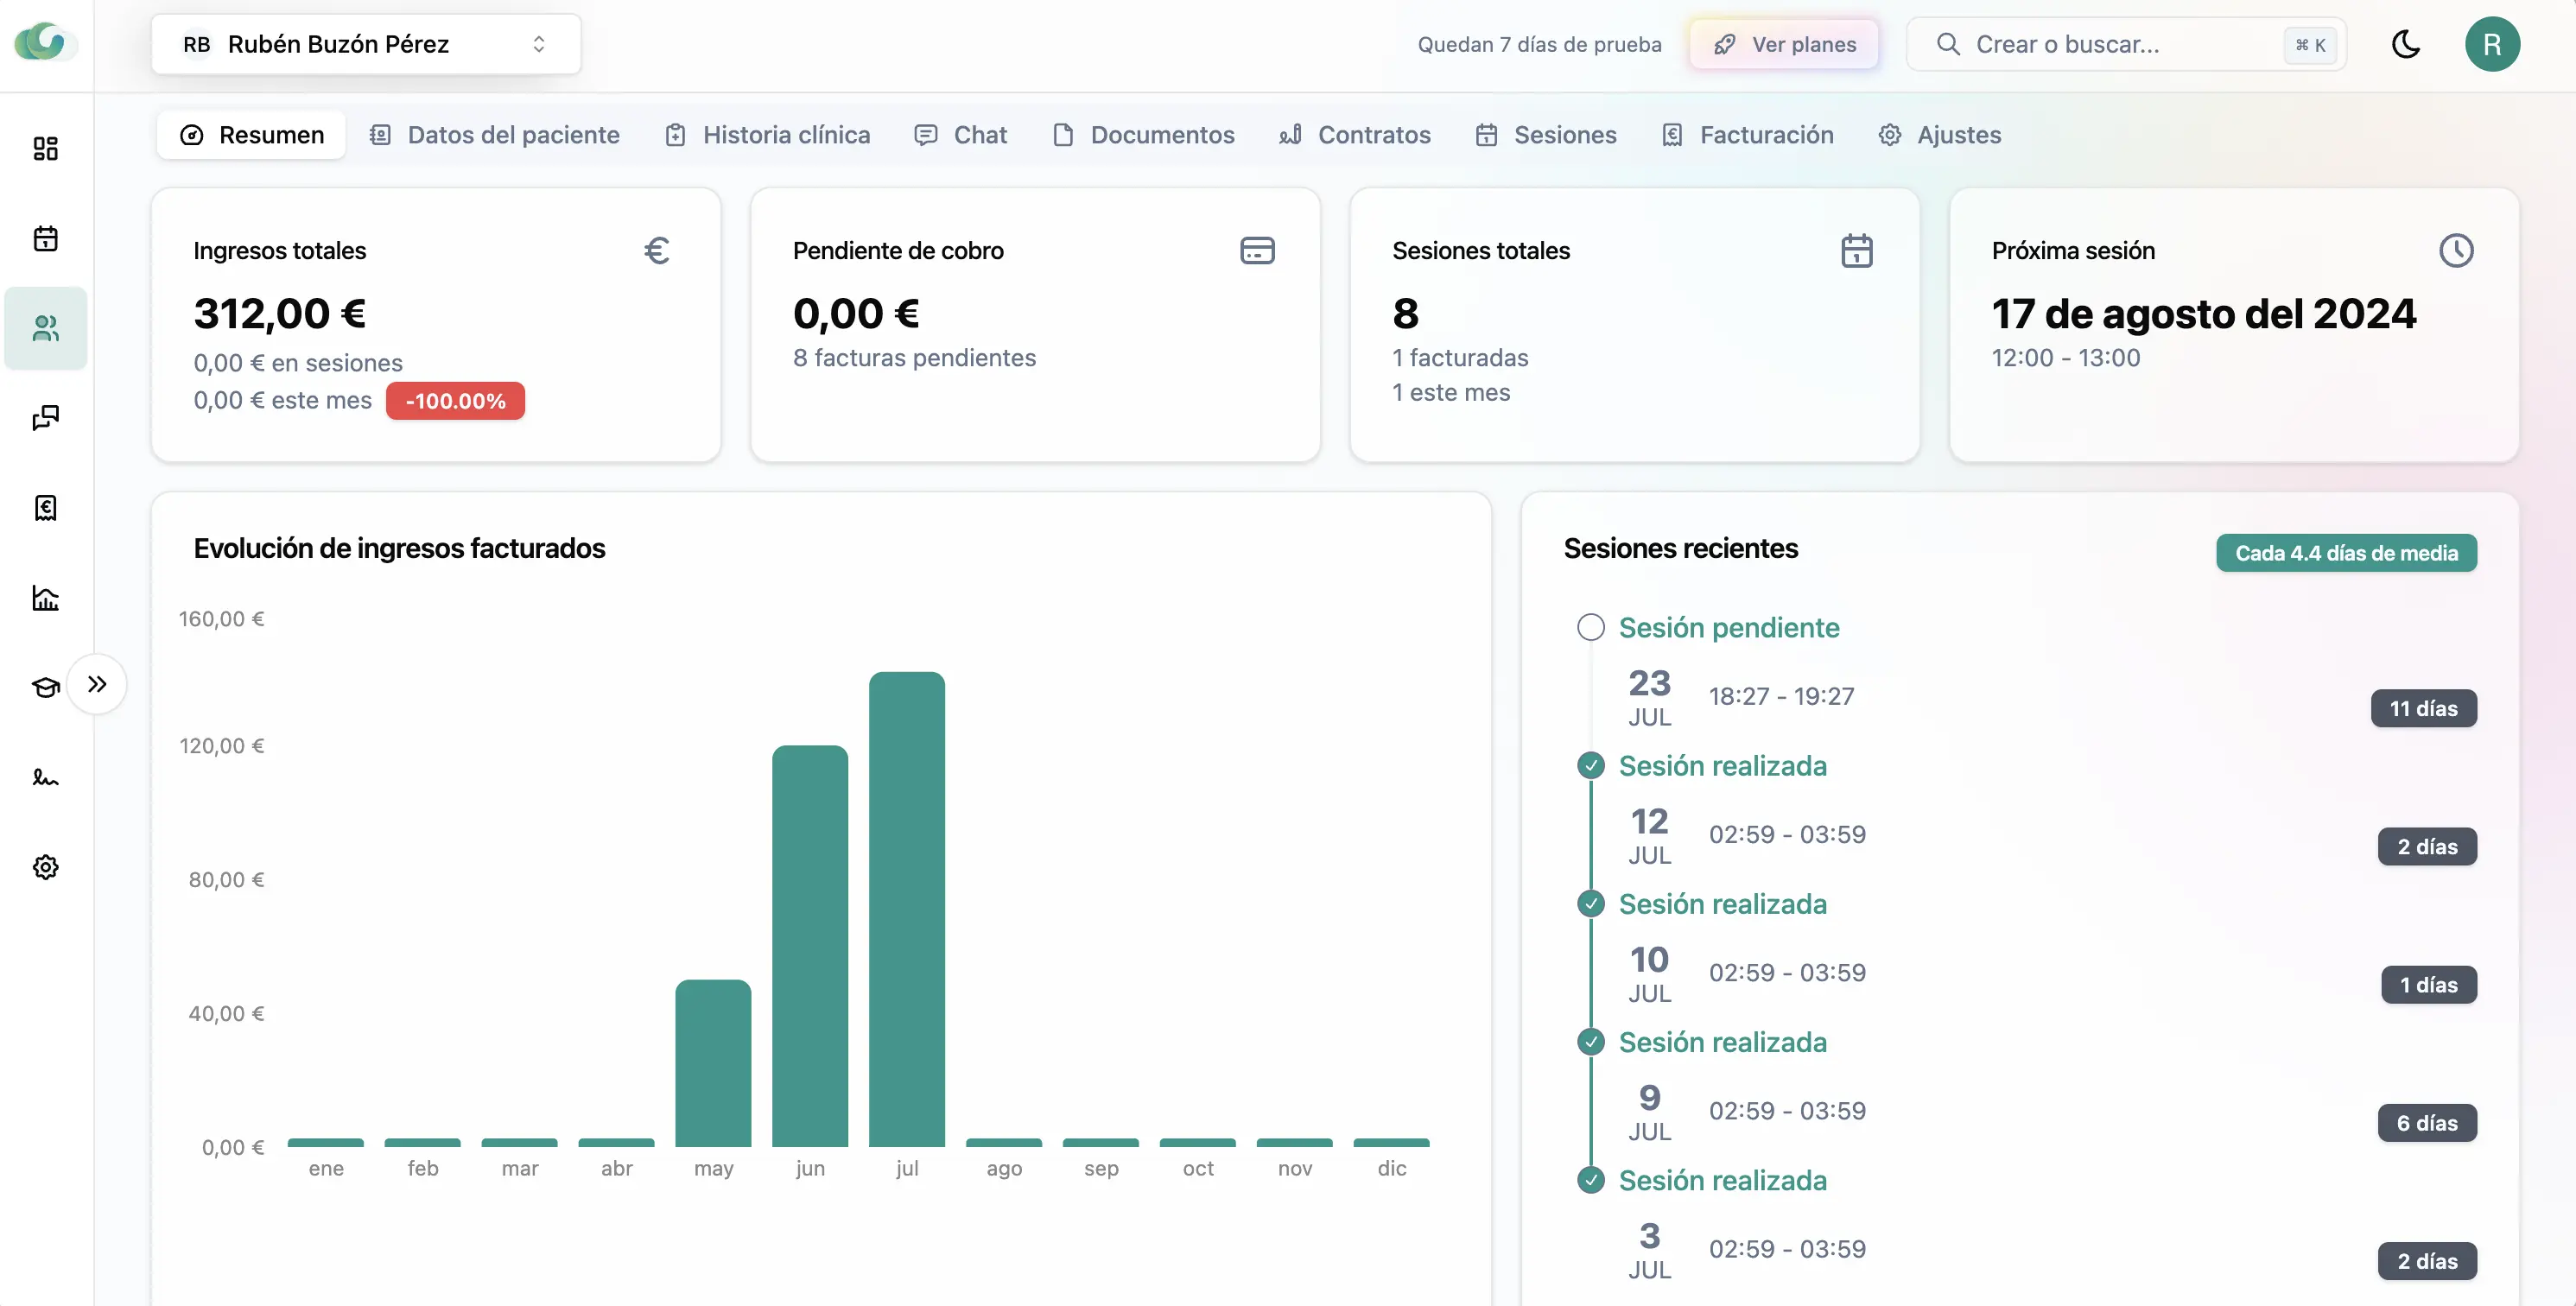 RB Rubén Buzón Pérez
Quedan 7 días de prueba
Ver planes
Crear o buscar...
⌘ K
R
Resumen
Datos del paciente
Historia clínica
Chat
Documentos
Contratos
Sesiones
Facturación
Ajustes
Ingresos totales
€
312,00 €
0,00 € en sesiones
0,00 € este mes
-100.00%
Pendiente de cobro
0,00 €
8 facturas pendientes
Sesiones totales
8
1 facturadas
1 este mes
Próxima sesión
17 de agosto del 2024
12:00 - 13:00
Evolución de ingresos facturados
160,00 €
120,00 €
80,00 €
40,00 €
0,00 €
ene feb mar abr may jun jul ago sep oct nov dic
Sesiones recientes
Cada 4.4 días de media
Sesión pendiente
23
JUL
18:27 - 19:27
11 días
Sesión realizada
12
JUL
02:59 - 03:59
2 días
Sesión realizada
10
JUL
02:59 - 03:59
1 días
Sesión realizada
9
JUL
02:59 - 03:59
6 días
Sesión realizada
3
JUL
02:59 - 03:59
2 días